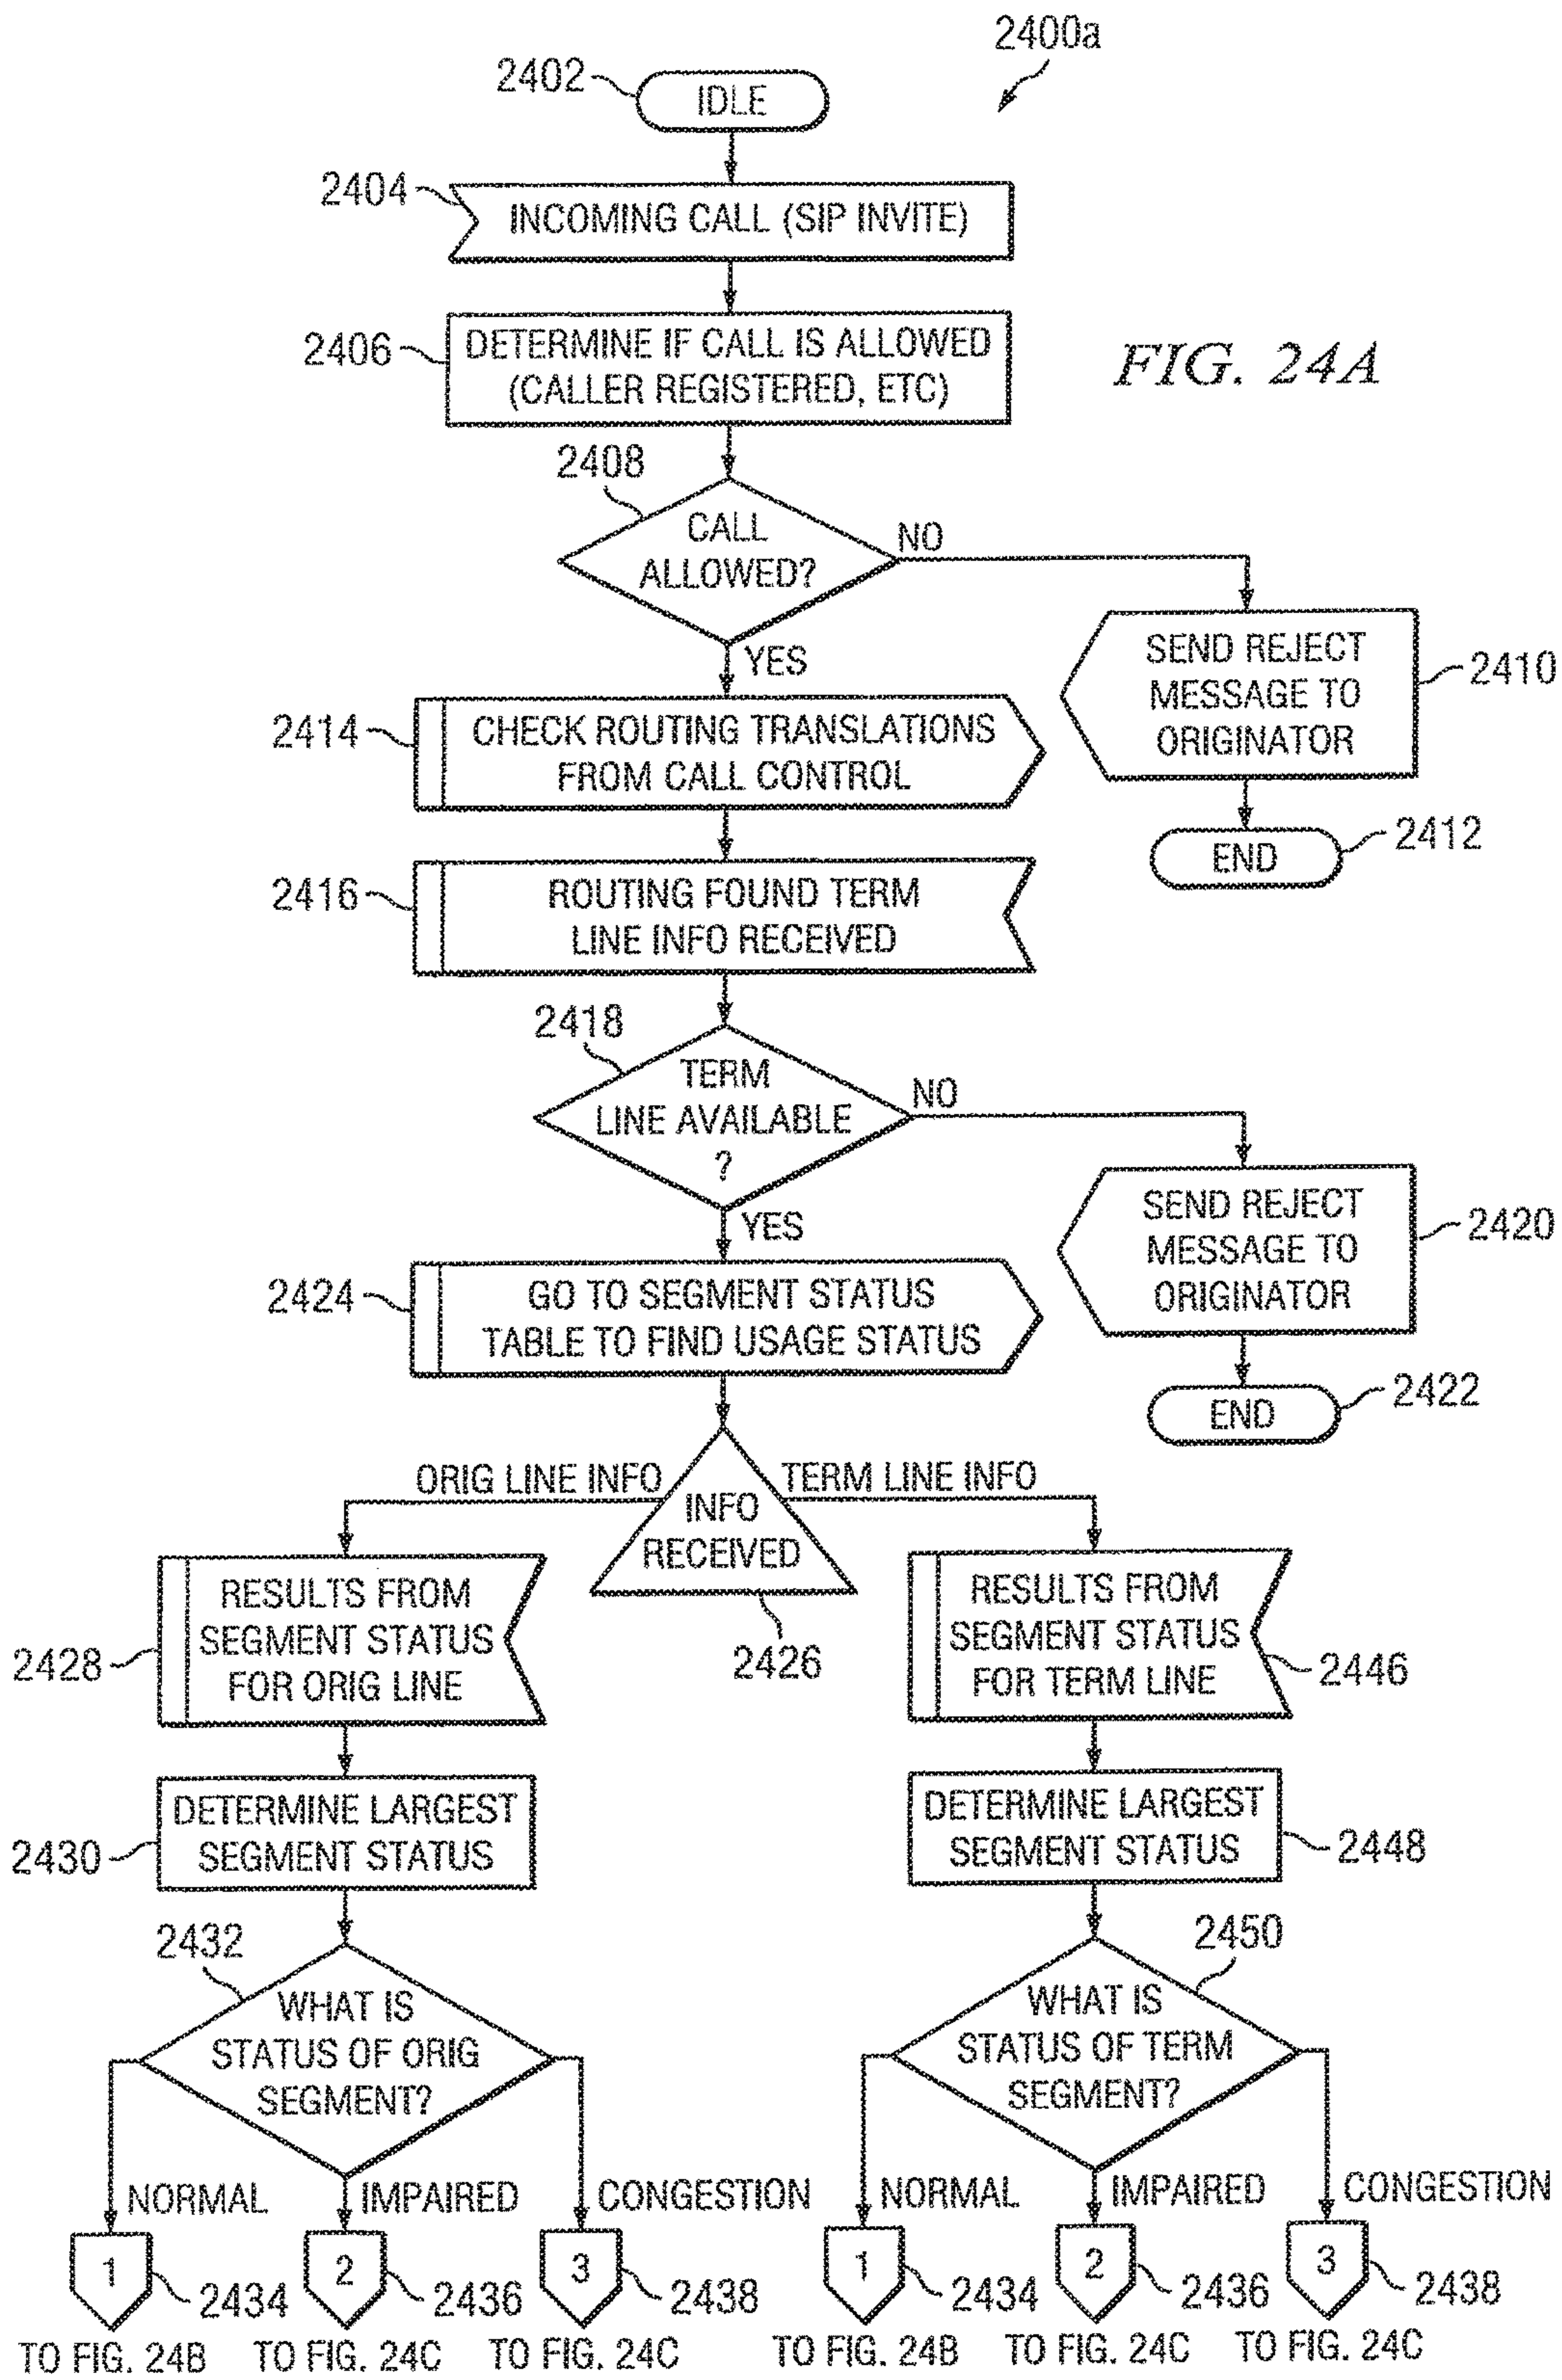 2400a
2402
IDLE
2404
INCOMING CALL (SIP INVITE)
2406
DETERMINE IF CALL IS ALLOWED
(CALLER REGISTERED, ETC)
FIG. 24A
2408
CALL
ALLOWED?
NO
YES
SEND REJECT
MESSAGE TO
ORIGINATOR
2410
2414
CHECK ROUTING TRANSLATIONS
FROM CALL CONTROL
END
2412
2416
ROUTING FOUND TERM
LINE INFO RECEIVED
2418
TERM
LINE AVAILABLE
?
NO
YES
SEND REJECT
MESSAGE TO
ORIGINATOR
2420
2424
GO TO SEGMENT STATUS
TABLE TO FIND USAGE STATUS
END
2422
ORIG LINE INFO
INFO
RECEIVED
TERM LINE INFO
2426
2428
RESULTS FROM
SEGMENT STATUS
FOR ORIG LINE
RESULTS FROM
SEGMENT STATUS
FOR TERM LINE
2446
2430
DETERMINE LARGEST
SEGMENT STATUS
DETERMINE LARGEST
SEGMENT STATUS
2448
2432
WHAT IS
STATUS OF ORIG
SEGMENT?
2450
WHAT IS
STATUS OF TERM
SEGMENT?
NORMAL
IMPAIRED
CONGESTION
NORMAL
IMPAIRED
CONGESTION
1
2434
2
2436
3
2438
1
2434
2
2436
3
2438
TO FIG. 24B
TO FIG. 24C
TO FIG. 24C
TO FIG. 24B
TO FIG. 24C
TO FIG. 24C